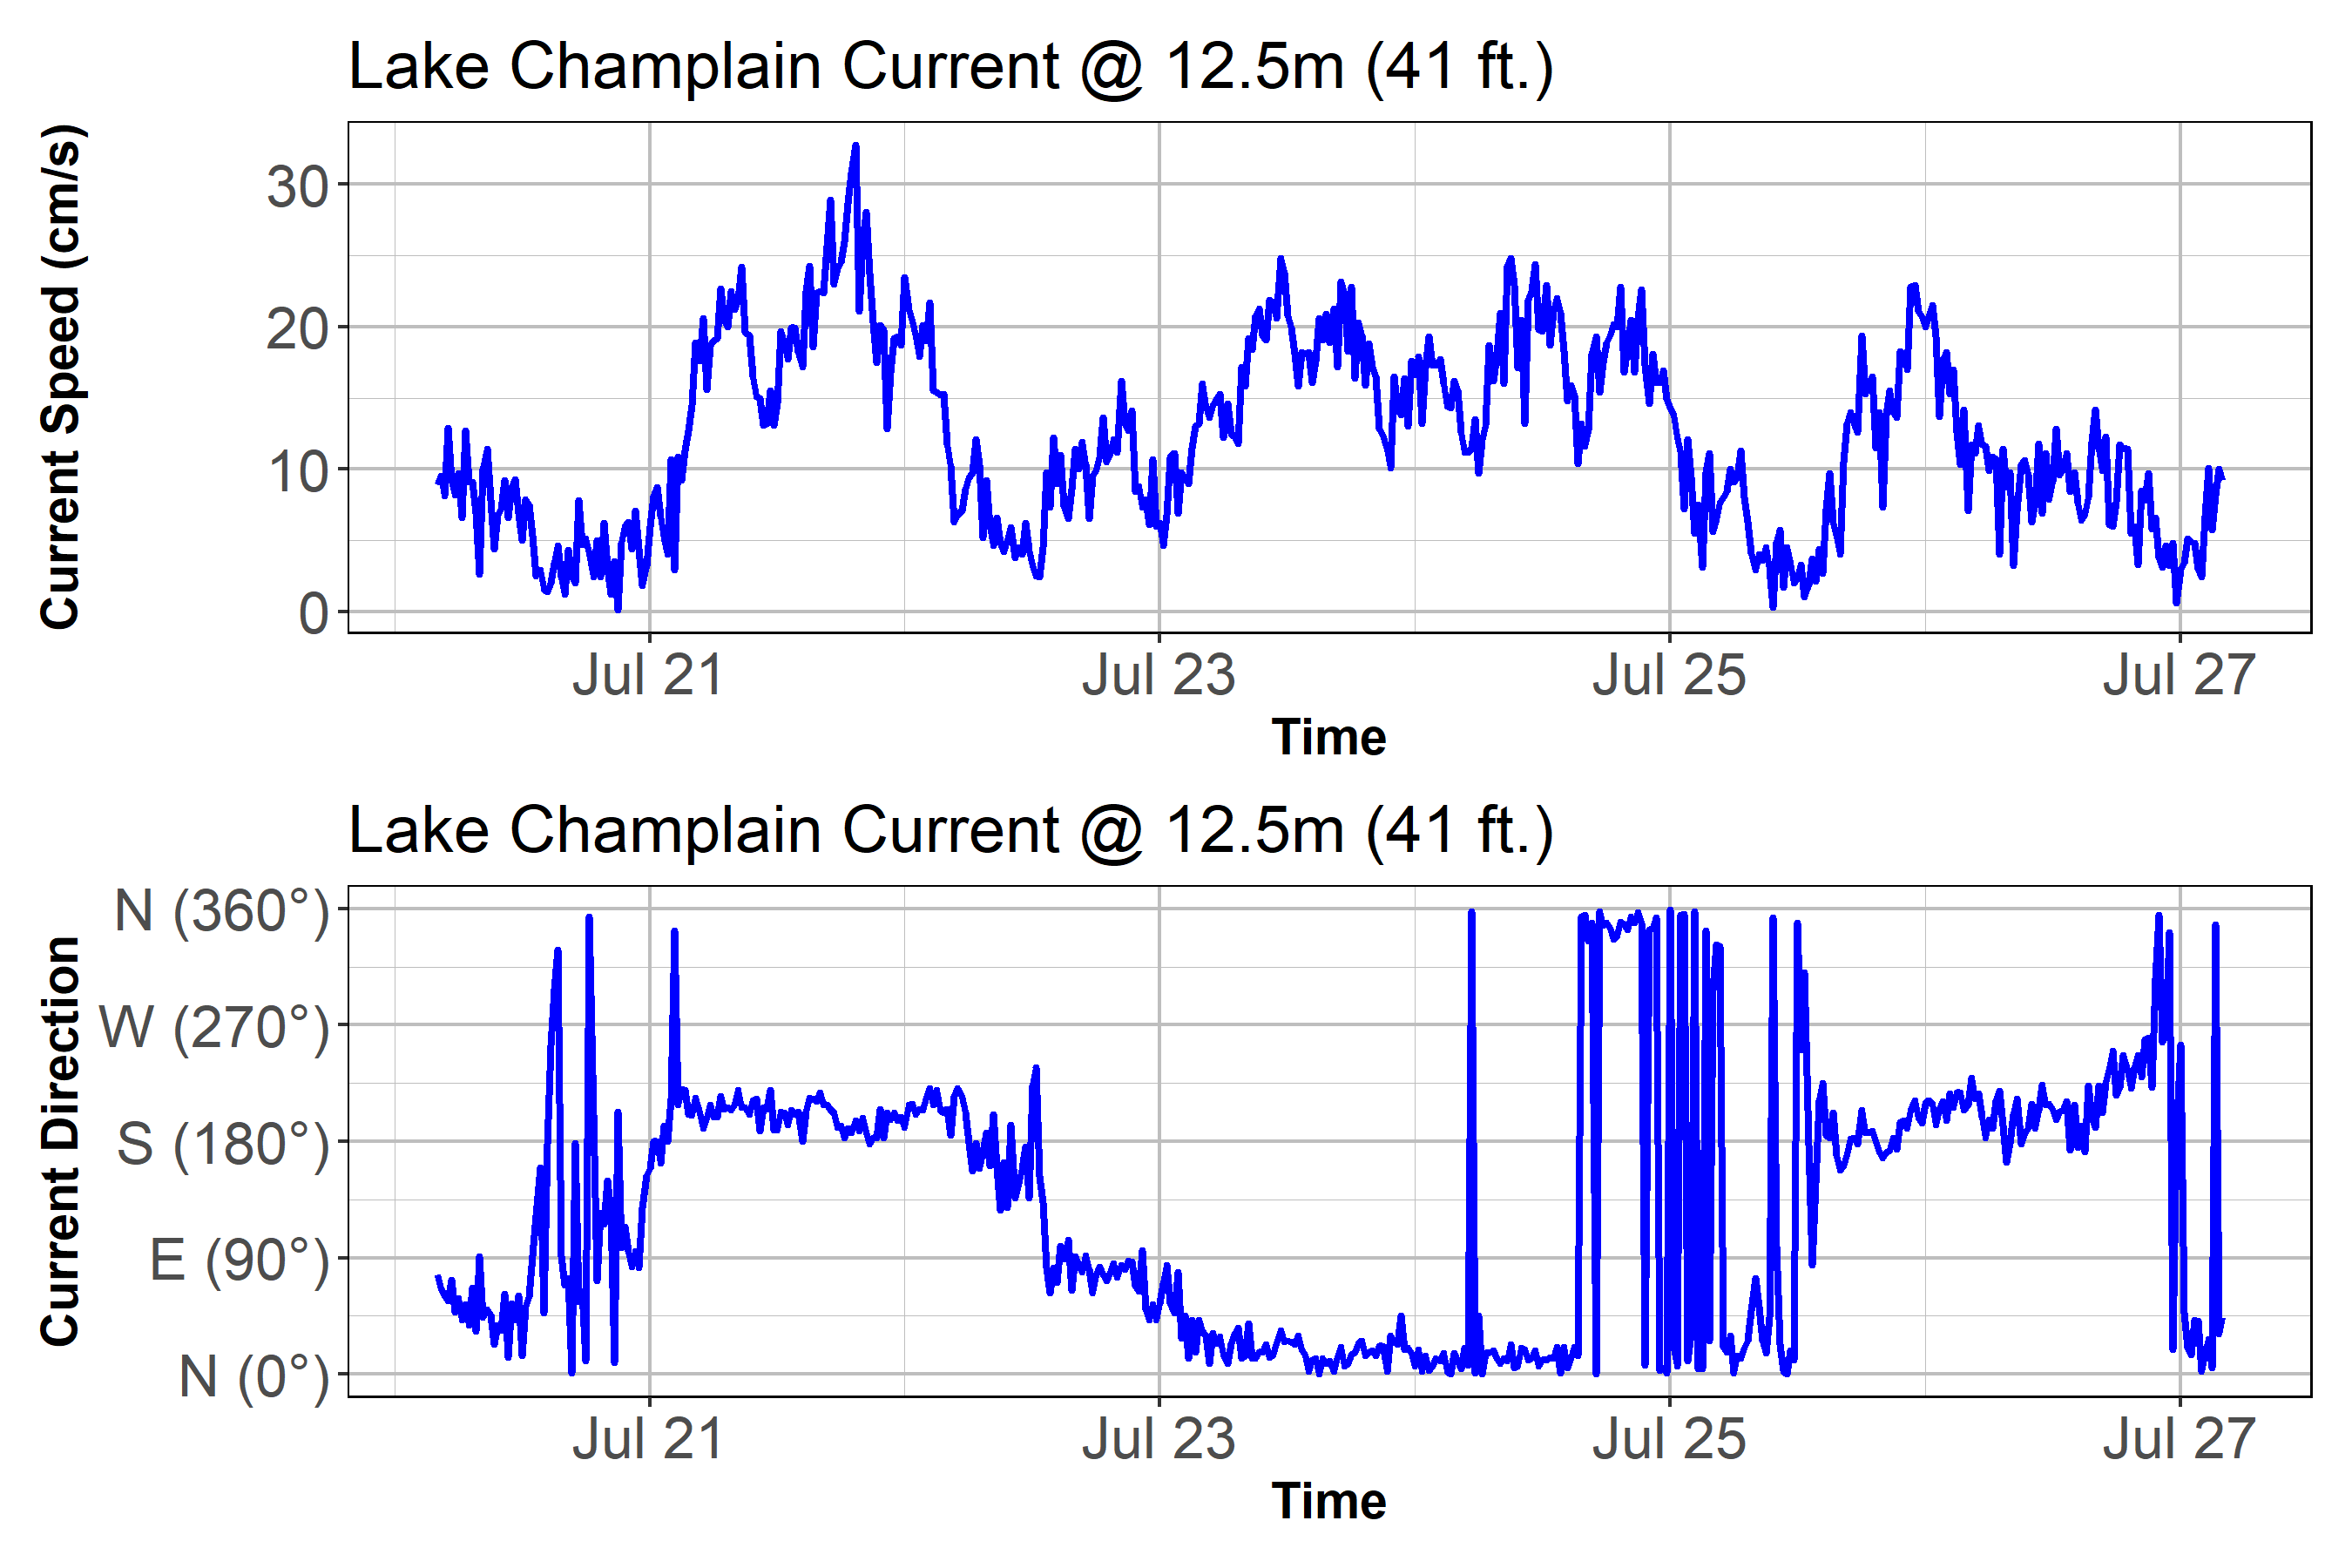 Lake Champlain Current @ 12.5m (41 ft.)
Current Speed (cm/s)
30
20
10
0
Jul 21 Jul 23 Jul 25 Jul 27
Time
Lake Champlain Current @ 12.5m (41 ft.)
Current Direction
N (360°)
W (270°)
S (180°)
E (90°)
N (0°)
Jul 21 Jul 23 Jul 25 Jul 27
Time